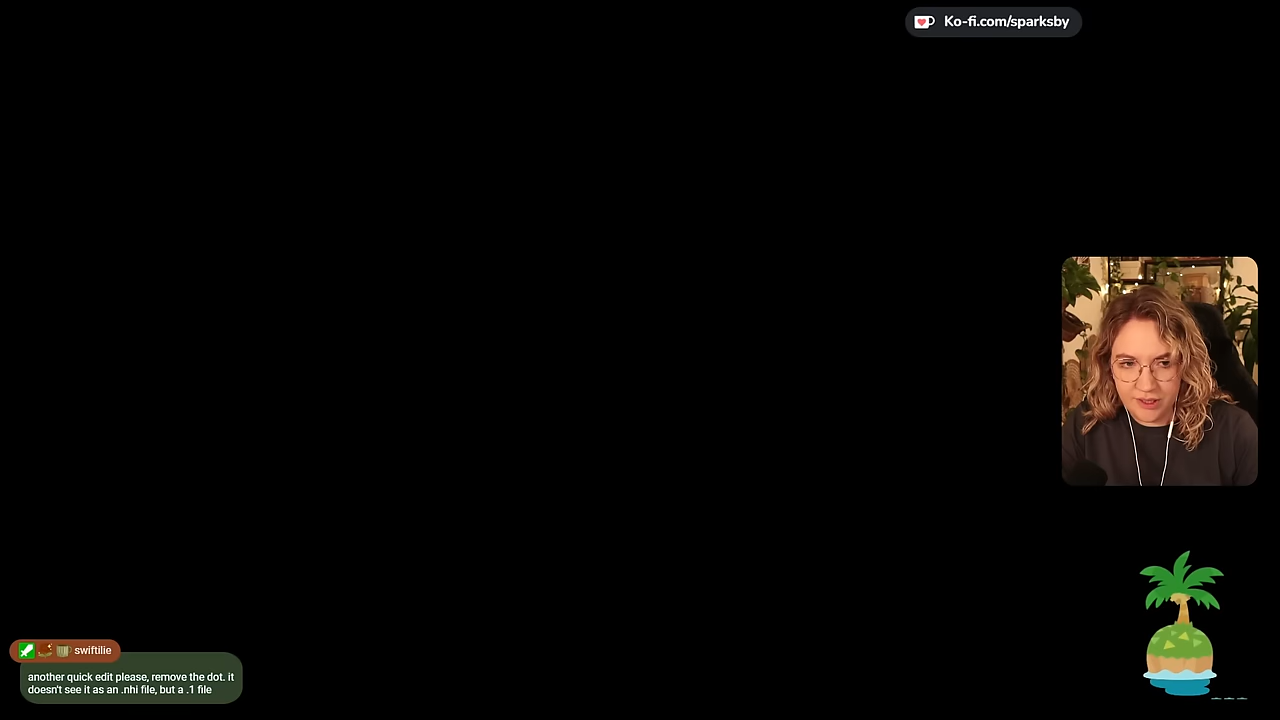 Ko-fi.com/sparksby
swiftilie
another quick edit please, remove the dot. it
doesn't see it as an .nhi file, but a .1 file